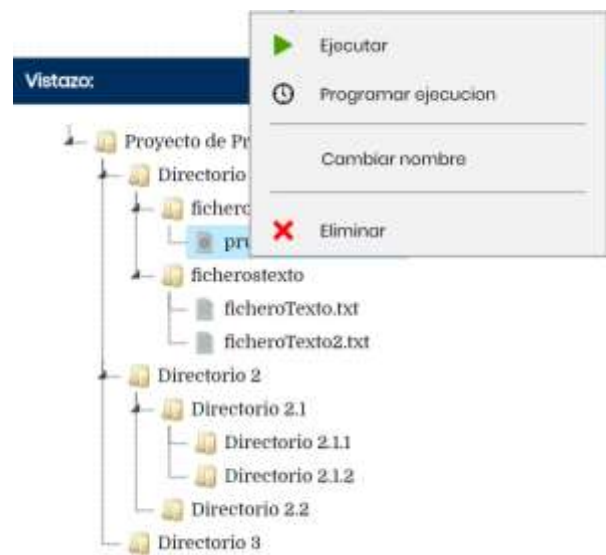 Ejecutar
Vistazo:
Programar ejecucion
Proyecto de Pr
Cambiar nombre
Directorio
fichero
Eliminar
pru
ficherostexto
ficheroTexto.txt
ficheroTexto2.txt
Directorio 2
Directorio 2.1
Directorio 2.1.1
Directorio 2.1.2
Directorio 2.2
Directorio 3